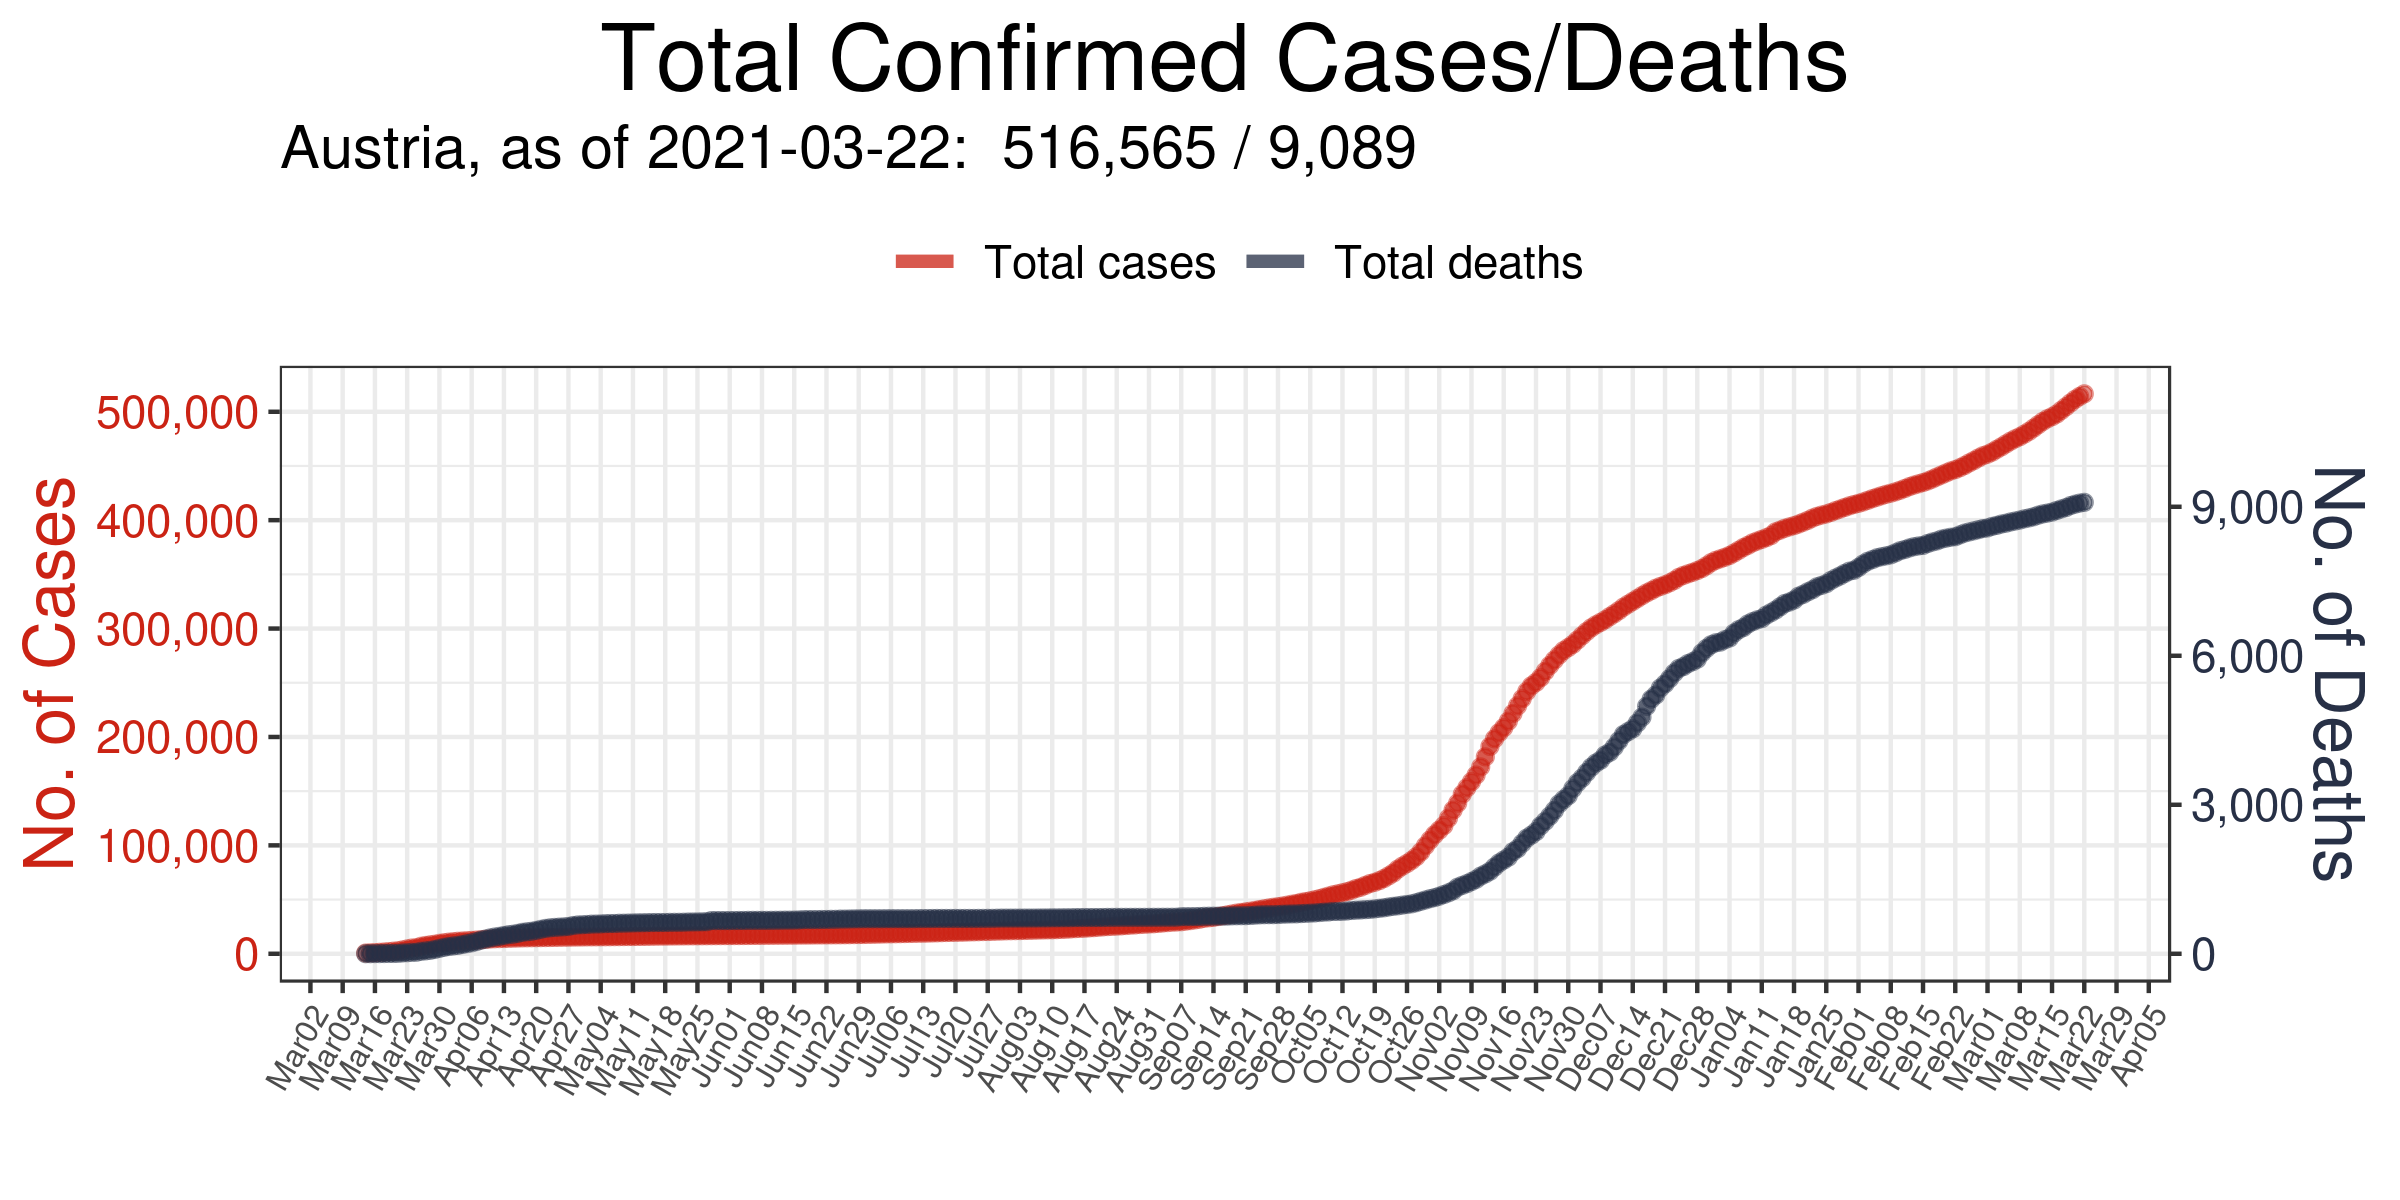 Total Confirmed Cases/Deaths
Austria, as of 2021-03-22:  516,565 / 9,089
Total cases
Total deaths
No. of Cases
500,000
400,000
300,000
200,000
100,000
0
9,000
6,000
3,000
0
No. of Deaths
Mar02
Mar09
Mar16
Mar23
Mar30
Apr06
Apr13
Apr20
Apr27
May04
May11
May18
May25
Jun01
Jun08
Jun15
Jun22
Jun29
Jul06
Jul13
Jul20
Jul27
Aug03
Aug10
Aug17
Aug24
Aug31
Sep07
Sep14
Sep21
Sep28
Oct05
Oct12
Oct19
Oct26
Nov02
Nov09
Nov16
Nov23
Nov30
Dec07
Dec14
Dec21
Dec28
Jan04
Jan11
Jan18
Jan25
Feb01
Feb08
Feb15
Feb22
Mar01
Mar08
Mar15
Mar22
Mar29
Apr05